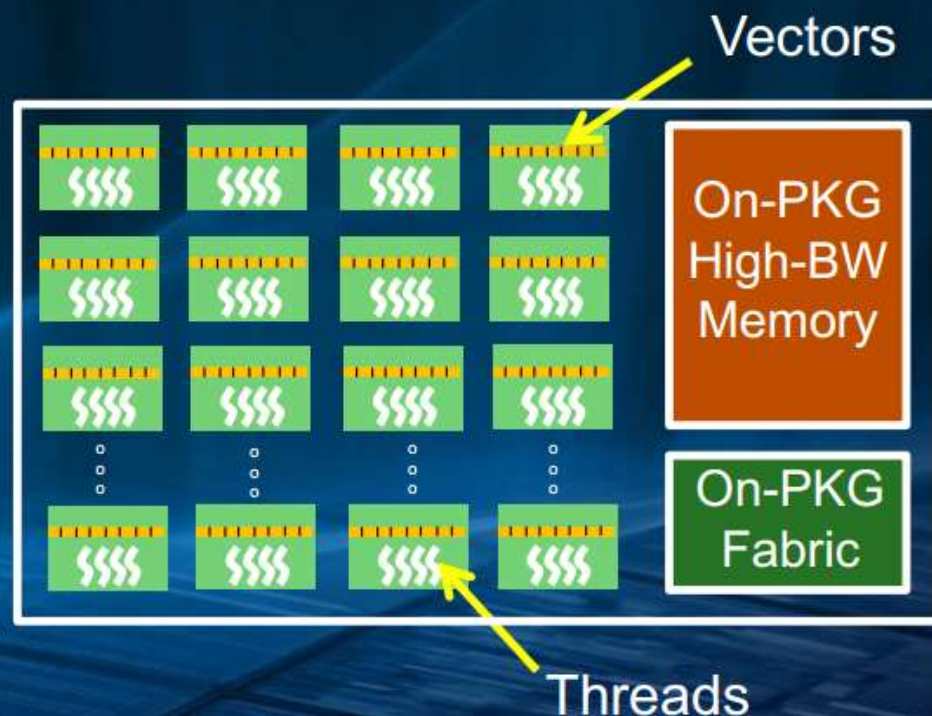 Vectors
On-PKG
High-BW
Memory
On-PKG
Fabric
Threads